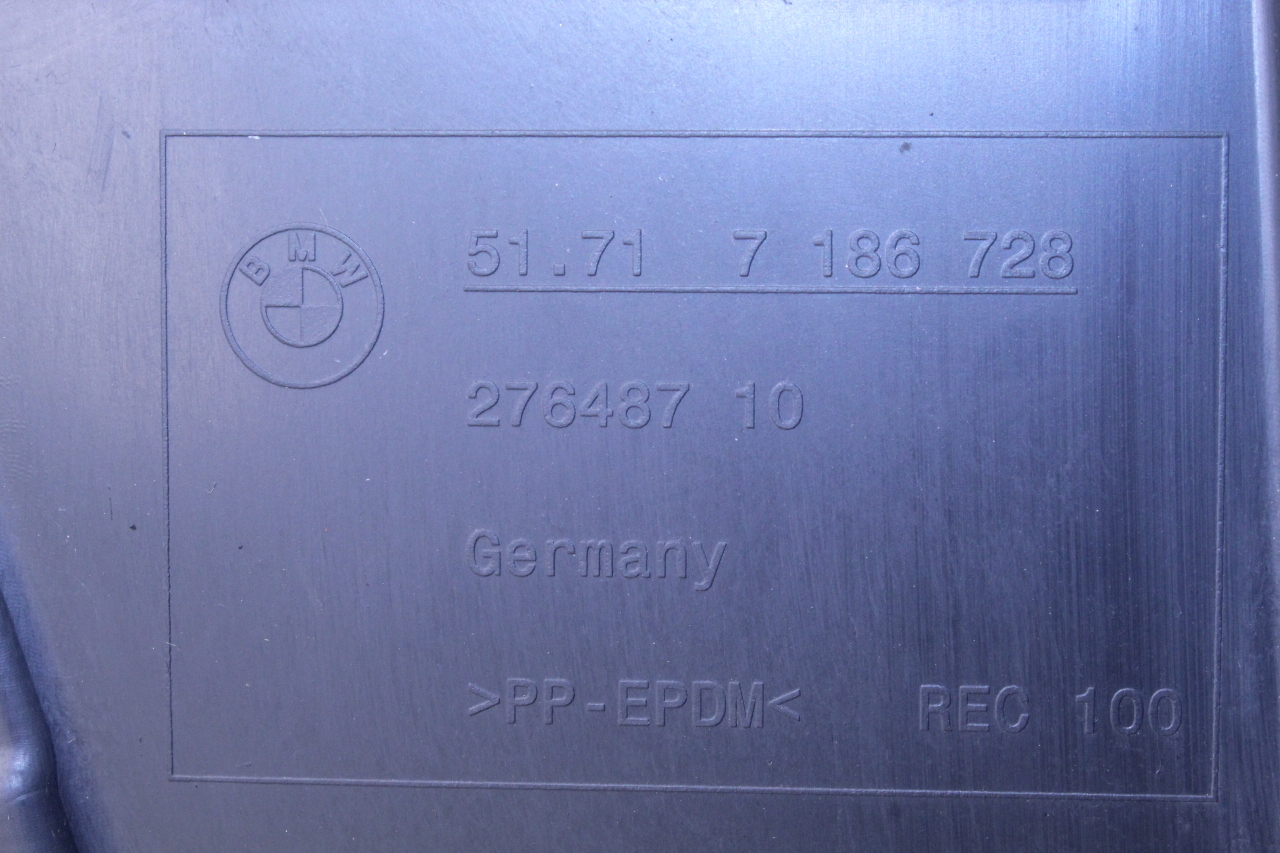 BMW
51.71 7 186 728
276487 10
Germany
>PP-EPDM< REC 100